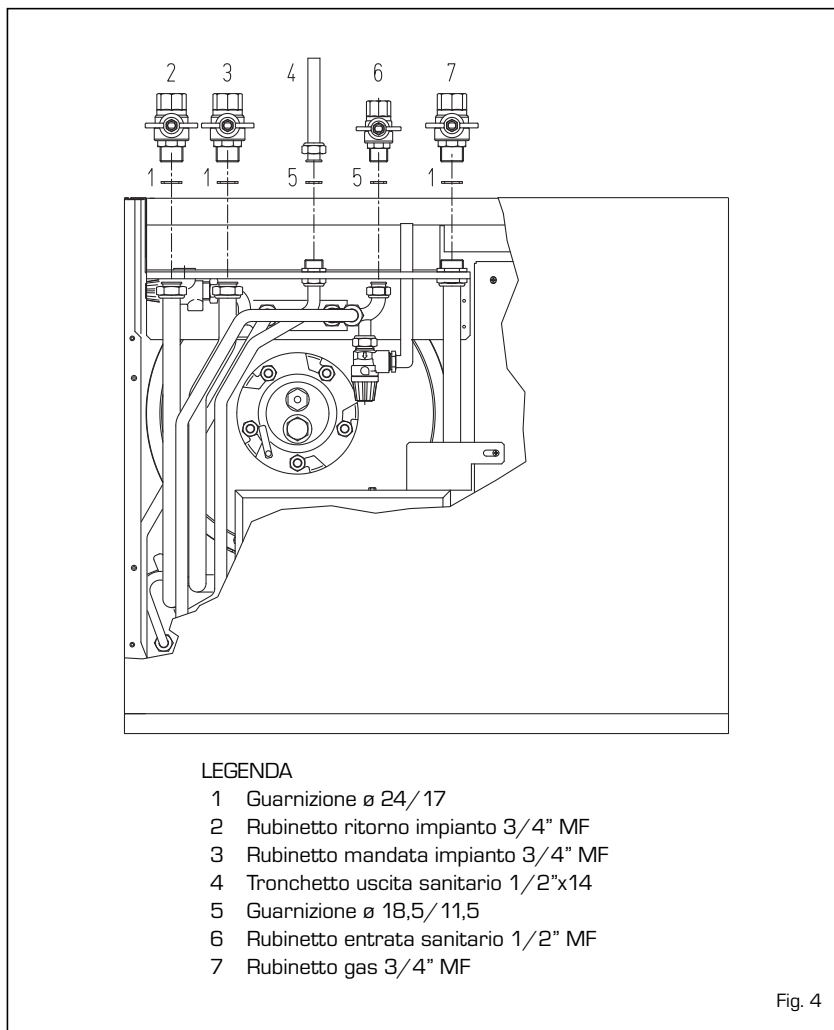 2 3 4 6 7
1 1 5 5 1
LEGENDA
1 Guarnizione ø 24/17
2 Rubinetto ritorno impianto 3/4” MF
3 Rubinetto mandata impianto 3/4” MF
4 Tronchetto uscita sanitario 1/2”x14
5 Guarnizione ø 18,5/11,5
6 Rubinetto entrata sanitario 1/2” MF
7 Rubinetto gas 3/4” MF
Fig. 4